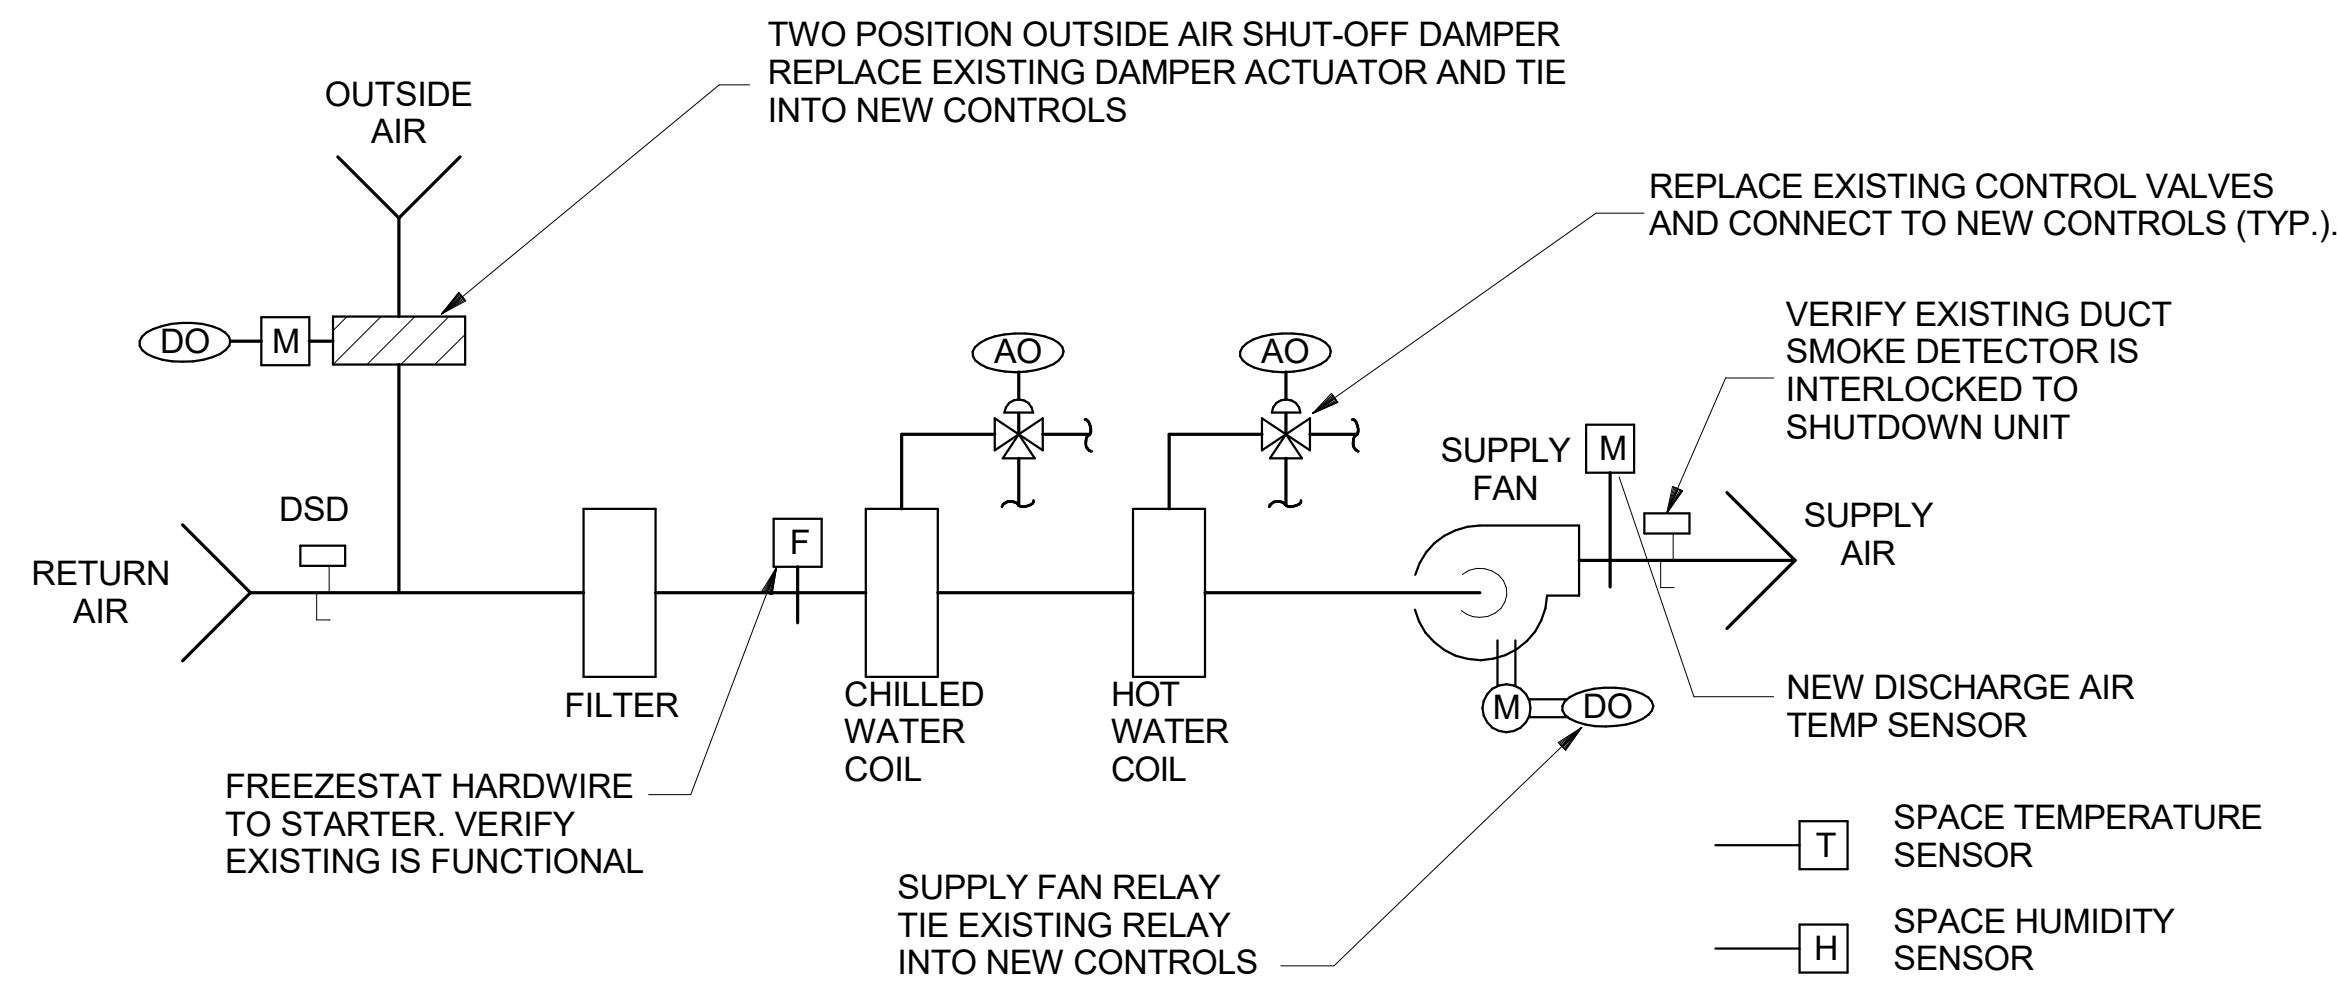 TWO POSITION OUTSIDE AIR SHUT-OFF DAMPER
REPLACE EXISTING DAMPER ACTUATOR AND TIE
INTO NEW CONTROLS
OUTSIDE
AIR
REPLACE EXISTING CONTROL VALVES
AND CONNECT TO NEW CONTROLS (TYP.).
VERIFY EXISTING DUCT
SMOKE DETECTOR IS
INTERLOCKED TO
SHUTDOWN UNIT
DO
M
AO
AO
SUPPLY
FAN
M
DSD
F
SUPPLY
AIR
RETURN
AIR
FILTER
CHILLED
WATER
COIL
HOT
WATER
COIL
M
DO
NEW DISCHARGE AIR
TEMP SENSOR
FREEZESTAT HARDWIRE
TO STARTER. VERIFY
EXISTING IS FUNCTIONAL
SUPPLY FAN RELAY
TIE EXISTING RELAY
INTO NEW CONTROLS
T
SPACE TEMPERATURE
SENSOR
H
SPACE HUMIDITY
SENSOR